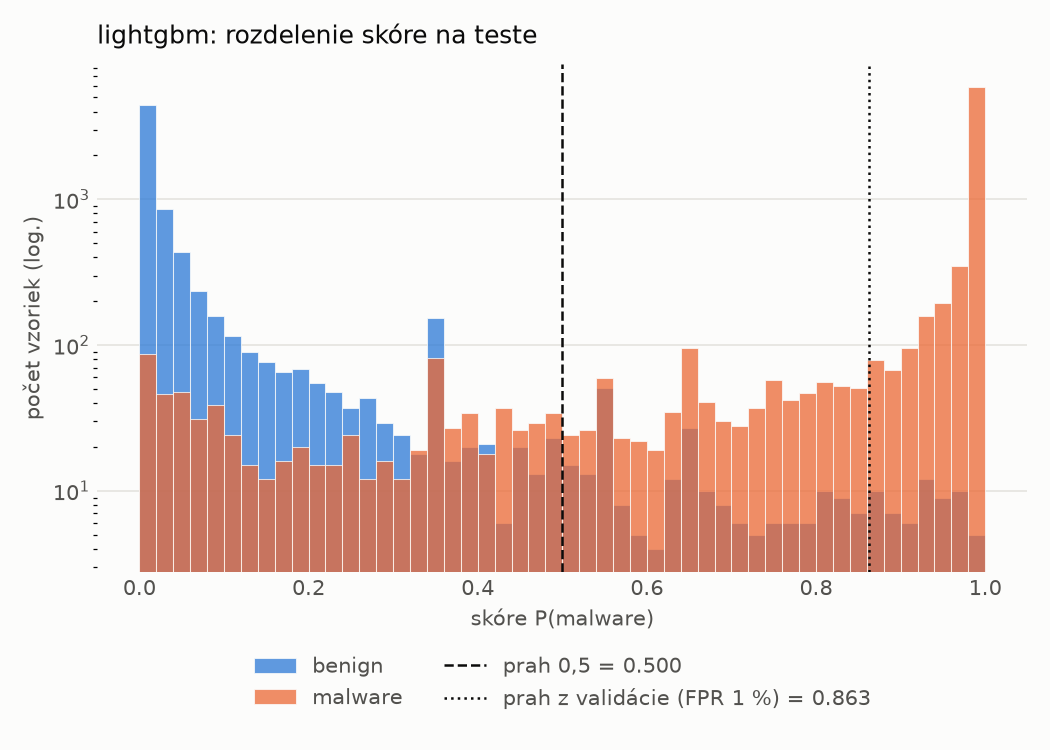 lightgbm: rozdelenie skóre na teste
počet vzoriek (log.)
10³
10²
10¹
0.0 0.2 0.4 0.6 0.8 1.0
skóre P(malware)
benign
malware
prah 0,5 = 0.500
prah z validácie (FPR 1 %) = 0.863